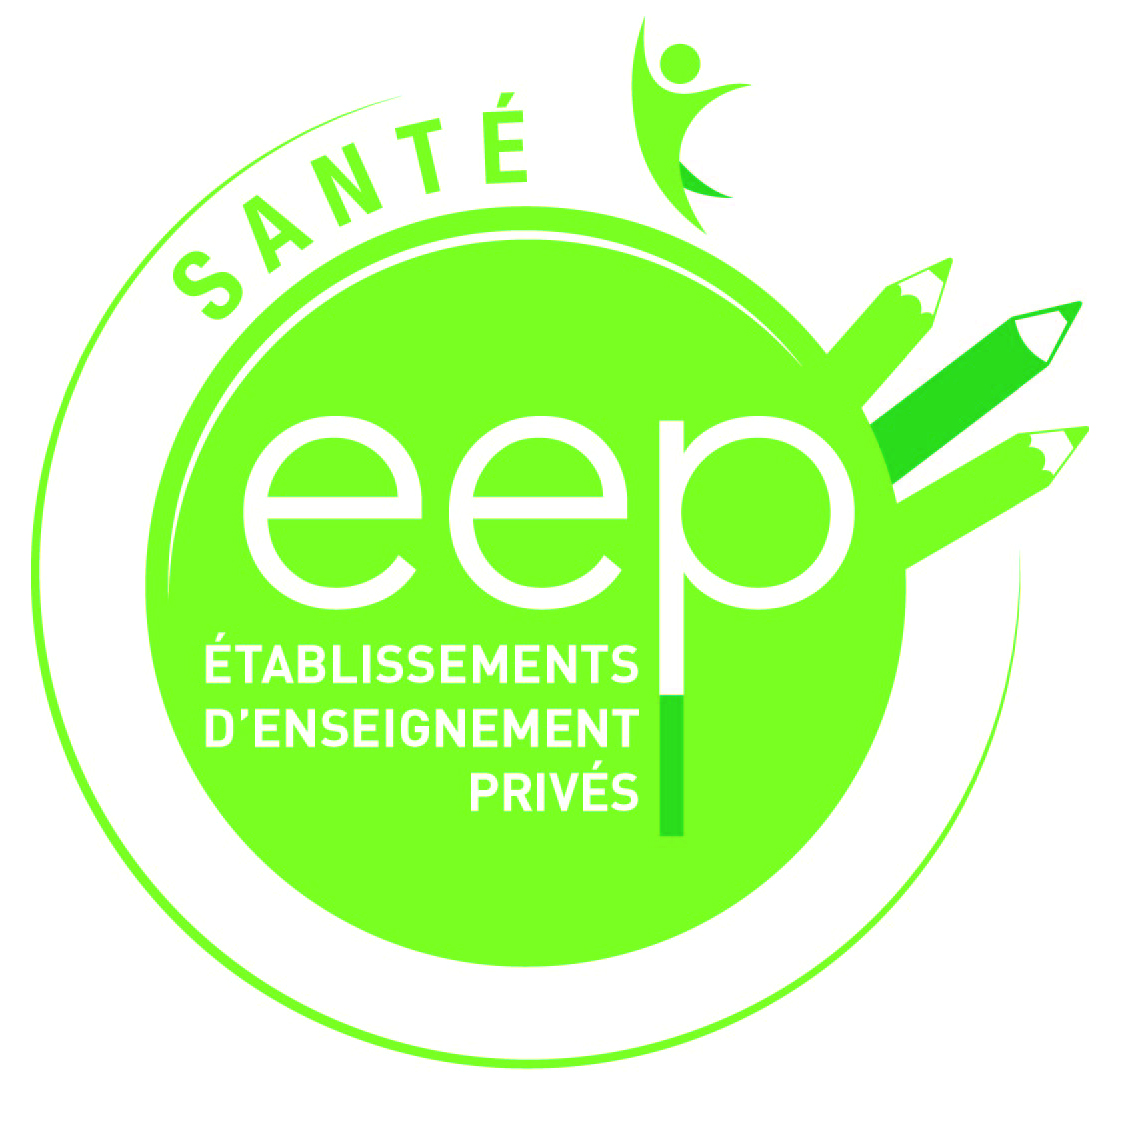 SANTÉ
eep
ÉTABLISSEMENTS
D’ENSEIGNEMENT
PRIVÉS